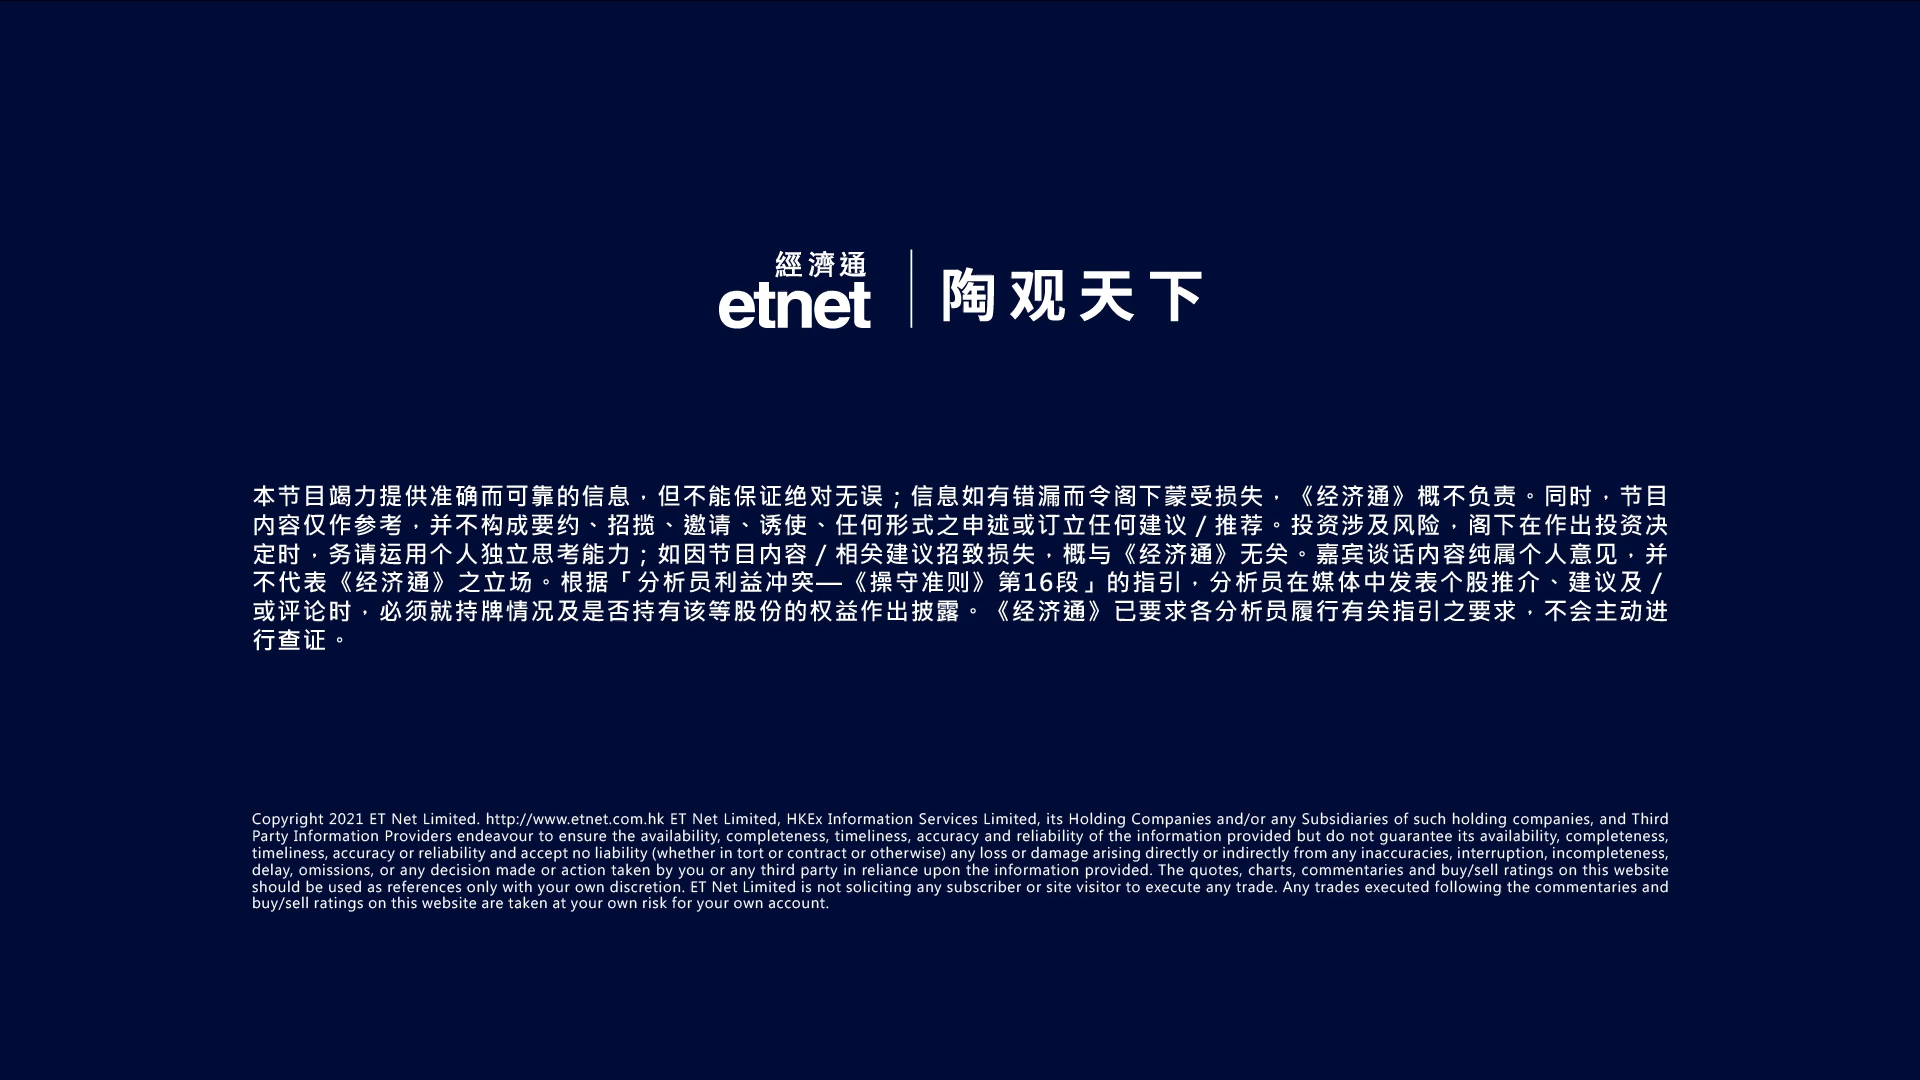 經濟通
etnet
陶观天下
本节目竭力提供准确而可靠的信息，但不能保证绝对无误；信息如有错漏而令阁下蒙受损失，《经济通》概不负责。同时，节目
内容仅作参考，并不构成要约、招揽、邀请、诱使、任何形式之申述或订立任何建议／推荐。投资涉及风险，阁下在作出投资决
定时，务请运用个人独立思考能力；如因节目内容／相关建议招致损失，概与《经济通》无关。嘉宾谈话内容纯属个人意见，并
不代表《经济通》之立场。根据「分析员利益冲突—《操守准则》第16段」的指引，分析员在媒体中发表个股推介、建议及／
或评论时，必须就持牌情况及是否持有该等股份的权益作出披露。《经济通》已要求各分析员履行有关指引之要求，不会主动进
行查证。
Copyright 2021 ET Net Limited. http://www.etnet.com.hk ET Net Limited, HKEx Information Services Limited, its Holding Companies and/or any Subsidiaries of such holding companies, and Third
Party Information Providers endeavour to ensure the availability, completeness, timeliness, accuracy and reliability of the information provided but do not guarantee its availability, completeness,
timeliness, accuracy or reliability and accept no liability (whether in tort or contract or otherwise) any loss or damage arising directly or indirectly from any inaccuracies, interruption, incompleteness,
delay, omissions, or any decision made or action taken by you or any third party in reliance upon the information provided. The quotes, charts, commentaries and buy/sell ratings on this website
should be used as references only with your own discretion. ET Net Limited is not soliciting any subscriber or site visitor to execute any trade. Any trades executed following the commentaries and
buy/sell ratings on this website are taken at your own risk for your own account.